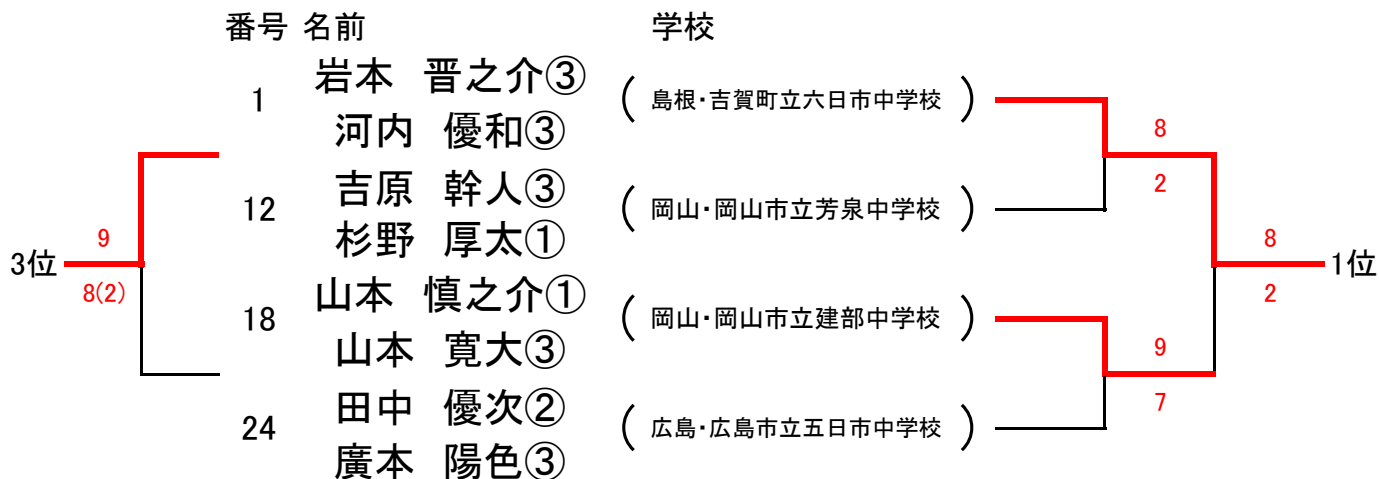 番号 名前 学校
岩本 晋之介③
1 (島根・吉賀町立六日市中学校)
河内 優和③
8
2
吉原 幹人③
12 (岡山・岡山市立芳泉中学校)
杉野 厚太①
9
8
3位
1位
8(2)
2
山本 慎之介①
18 (岡山・岡山市立建部中学校)
山本 寛大③
9
7
田中 優次②
24 (広島・広島市立五日市中学校)
廣本 陽色③